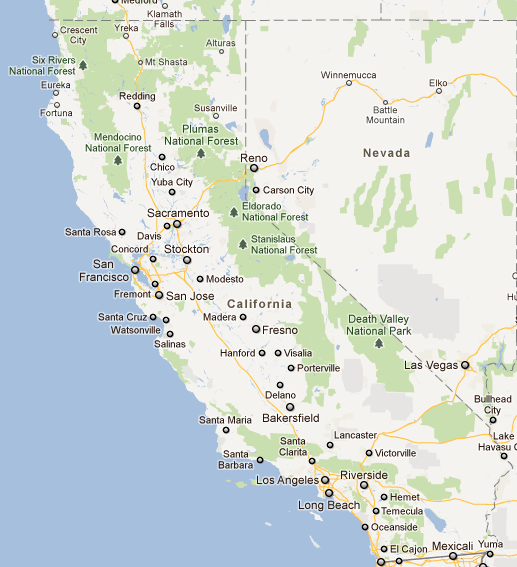 Medford
Klamath
Falls
Crescent
City
Yreka
Alturas
Six Rivers
National Forest
Mt Shasta
Winnemucca
Elko
Eureka
Redding
Battle
Mountain
Fortuna
Susanville
Plumas
National Forest
Mendocino
National Forest
Nevada
Reno
Chico
Yuba City
Carson City
Sacramento
Eldorado
National Forest
Santa Rosa
Davis
Stanislaus
National Forest
Concord
Stockton
San
Francisco
Modesto
Fremont
San Jose
California
Santa Cruz
Madera
Death Valley
National Park
Watsonville
Fresno
Salinas
Hanford
Visalia
Porterville
Las Vegas
Delano
Bullhead
City
Bakersfield
Santa Maria
Lancaster
Lake
Havasu
Santa
Clarita
Santa
Barbara
Victorville
Los Angeles
Riverside
Long Beach
Hemet
Temecula
Oceanside
El Cajon
Mexicali
Yuma